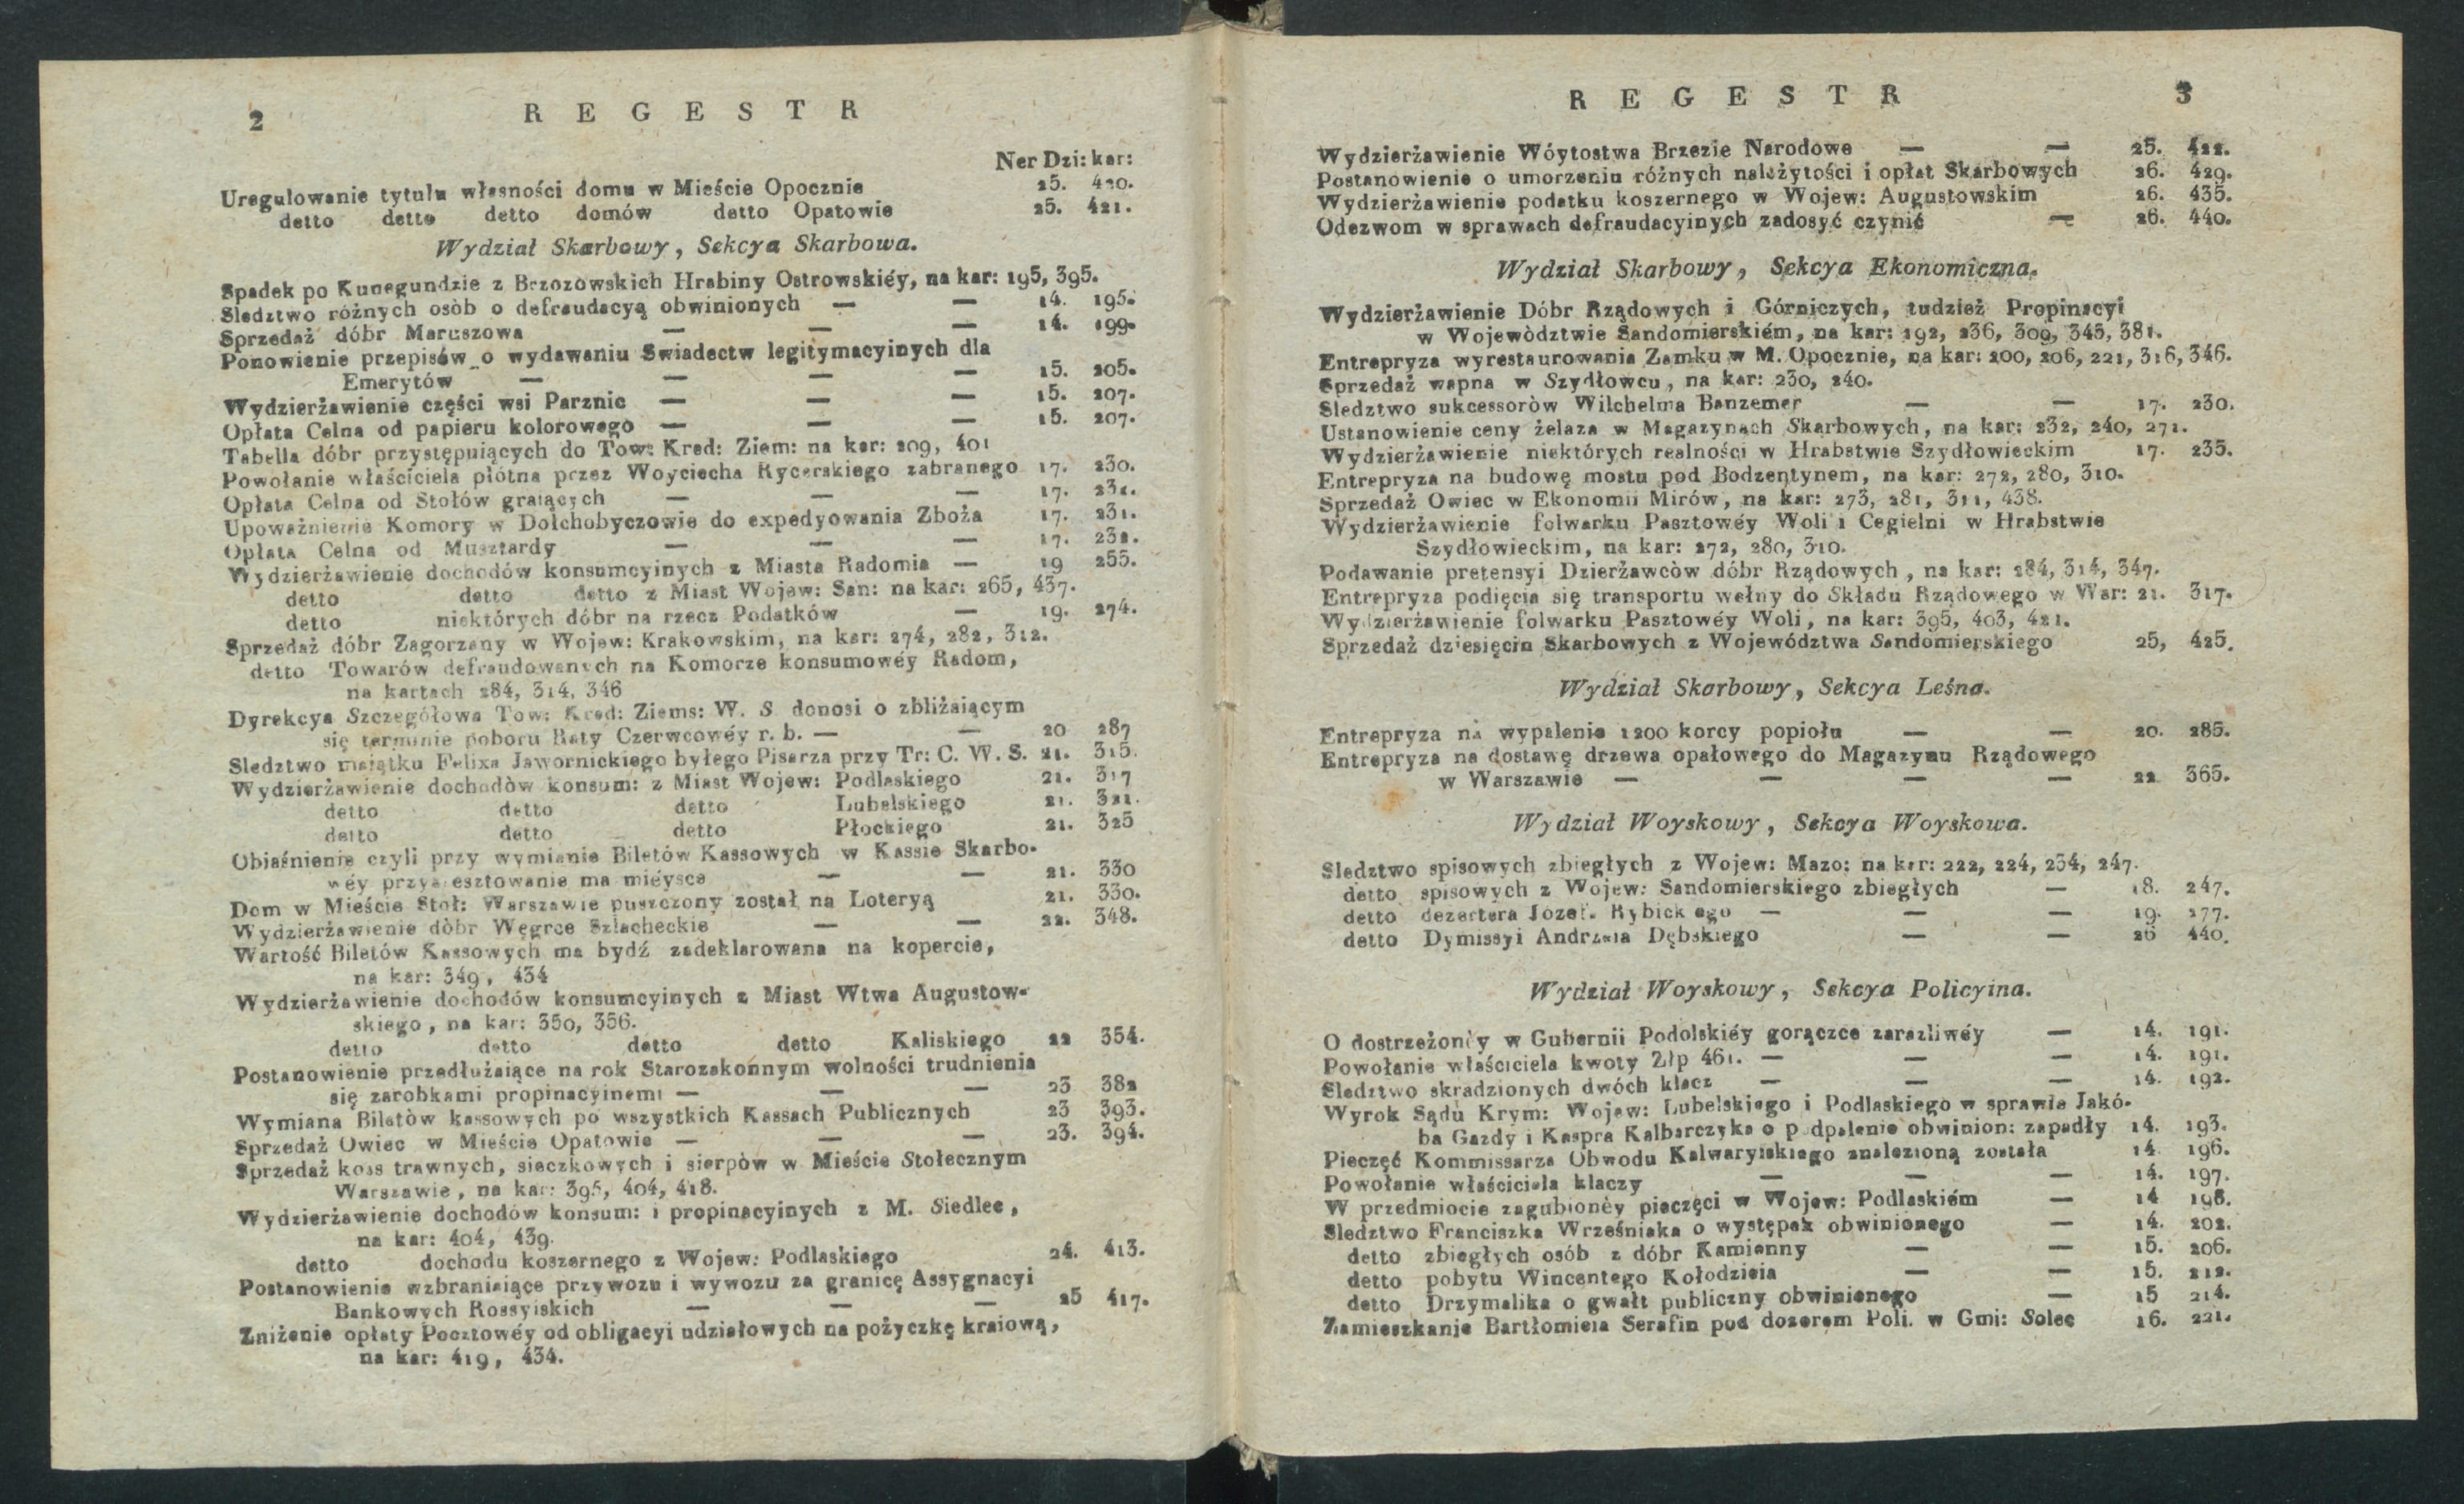 2 REGESTR
Ner Dzi: kar:
Uregulowanie tytułu własności domu w Mieście Opocznie 25. 420.
detto detto detto domów detto Opatowie 25. 421.
Wydział Skarbowy, Sekcya Skarbowa.
Spadek po Kunegundzie z Brzozowskich Hrabiny Ostrowskiéy, na kar: 195, 395.
Sledztwo różnych osòb o defraudacyą obwinionych — — 14. 195.
Sprzedaż dóbr Maruszowa — — — 14. 199.
Ponowienie przepisów o wydawaniu Swiadectw legitymacyinych dla
Emerytów — — — — 15. 205.
Wydzierżawienie części wsi Parznic — — — 15. 207.
Opłata Celna od papieru kolorowego — — — 15. 207.
Tabella dóbr przystępuiących do Tow: Kred: Ziem: na kar: 209, 401
Powołanie właściciela płótna przez Woyciecha Rycerskiego zabranego 17. 230.
Opłata Celna od Stołów graiących — — — 17. 231.
Upoważnienie Komory w Dołchobyczowie do expedyowania Zboża 17. 231.
Opłata Celna od Musztardy — — — 17. 232.
Wydzierżawienie dochodów konsumcyinych z Miasta Radomia — 19 255.
detto detto detto z Miast Wojew: San: na kar: 265, 437.
detto niektórych dóbr na rzecz Podatków — 19. 274.
Sprzedaż dóbr Zagorzany w Wojew: Krakowskim, na kar: 274, 282, 312.
detto Towarów defraudowanych na Komorze konsumowéy Radom,
na kartach 284, 314, 346
Dyrekcya Szczegółowa Tow: Kred: Ziems: W. S donosi o zbliżaiącym
się terminie poboru Raty Czerwcowéy r. b. — — 20 287
Sledztwo maiątku Felixa Jawornickiego byłego Pisarza przy Tr: C. W. S. 21. 315.
Wydzierżawienie dochodòw konsum: z Miast Wojew: Podlaskiego 21. 317
detto detto detto Lubelskiego 21. 321.
detto detto detto Płockiego 21. 325
Obiaśnienie czyli przy wymianie Biletów Kassowych w Kassie Skarbo-
wéy przyaresztowanie ma miéysce — — 21. 330
Dom w Mieście Stoł: Warszawie puszczony został na Loteryą 21. 330.
Wydzierżawienie dòbr Węgrce Szlacheckie — — 22. 348.
Wartość Biletów Kassowych ma bydź zadeklarowana na kopercie,
na kar: 349, 434
Wydzierżawienie dochodów konsumcyinych z Miast Wtwa Augustow-
skiego, na kar: 350, 356.
detto detto detto detto Kaliskiego 22 354.
Postanowienie przedłużaiące na rok Starozakonnym wolności trudnienia
się zarobkami propinacyinemi — — — 23 382
Wymiana Biletòw kassowych po wszystkich Kassach Publicznych 23 393.
Sprzedaż Owiec w Mieście Opatowie — — — 23. 394.
Sprzedaż koss trawnych, sieczkowych i sierpòw w Mieście Stołecznym
Warszawie, na kar: 395, 404, 418.
Wydzierżawienie dochodów konsum: i propinacyinych z M. Siedlec,
na kar: 404, 439.
detto dochodu koszernego z Wojew: Podlaskiego 24. 413.
Postanowienie wzbraniaiące przywozu i wywozu za granicę Assygnacyi
Bankowych Rossyiskich — — — 25 417.
Zniżenie opłaty Pocztowéy od obligacyi udziałowych na pożyczkę kraiową,
na kar: 419, 434.
REGESTR 3
Wydzierżawienie Wóytostwa Brzezie Narodowe — — 25. 422.
Postanowienie o umorzeniu różnych należytości i opłat Skarbowych 26. 429.
Wydzierżawienie podatku koszernego w Wojew: Augustowskim 26. 435.
Odezwom w sprawach defraudacyinych zadosyć czynić — 26. 440.
Wydział Skarbowy, Sekcya Ekonomiczna.
Wydzierżawienie Dóbr Rządowych i Górniczych, tudzież Propinacyi
w Wojewòdztwie Sandomierskiém, na kar: 192, 236, 309, 343, 381.
Entrepryza wyrestaurowania Zamku w M. Opocznie, na kar: 200, 206, 221, 316, 346.
Sprzedaż wapna w Szydłowcu, na kar: 230, 240.
Sledztwo sukcessoròw Wilchelma Banzemer — — 17. 230.
Ustanowienie ceny żelaza w Magazynach Skarbowych, na kar: 232, 240, 271.
Wydzierżawienie niektórych realności w Hrabstwie Szydłowieckim 17. 235.
Entrepryza na budowę mostu pod Bodzentynem, na kar: 272, 280, 310.
Sprzedaż Owiec w Ekonomii Mirów, na kar: 273, 281, 311, 438.
Wydzierżawienie folwarku Pasztowéy Woli i Cegielni w Hrabstwie
Szydłowieckim, na kar: 272, 280, 310.
Podawanie pretensyi Dzierżawcòw dóbr Rządowych, na kar: 284, 314, 347.
Entrepryza podięcia się transportu wełny do Składu Rządowego w War: 21. 317.
Wydzierżawienie folwarku Pasztowéy Woli, na kar: 395, 403, 421.
Sprzedaż dziesięcin Skarbowych z Województwa Sandomierskiego 25, 425.
Wydział Skarbowy, Sekcya Leśna.
Entrepryza na wypalenie 1200 korcy popiołu — — 20. 285.
Entrepryza na dostawę drzewa opałowego do Magazynu Rządowego
w Warszawie — — — — 22 365.
Wydział Woyskowy, Sekcya Woyskowa.
Sledztwo spisowych zbiegłych z Wojew: Mazo: na kar: 222, 224, 234, 247.
detto spisowych z Wojew: Sandomierskiego zbiegłych — 18. 247.
detto dezertera Józefa Rybickiego — — — 19. 277.
detto Dymissyi Andrzeia Dębskiego — — 26 440.
Wydział Woyskowy, Sekcya Policyina.
O dostrzeżonéy w Gubernii Podolskiéy gorączce zaraźliwéy — 14. 191.
Powołanie właściciela kwoty Złp 461. — — — 14. 191.
Sledztwo skradzionych dwóch klacz — — — 14. 192.
Wyrok Sądu Krym: Wojew: Lubelskiego i Podlaskiego w sprawie Jakó-
ba Gazdy i Kaspra Kalbarczyka o podpalenie obwinion: zapadły 14. 193.
Pieczęć Kommissarza Obwodu Kalwaryiskiego znalezioną została 14 196.
Powołanie właściciela klaczy — — — 14. 197.
W przedmiocie zagubionéy pieczęci w Wojew: Podlaskiém — 14 198.
Sledztwo Franciszka Wrześniaka o występek obwinionego — 14. 202.
detto zbiegłych osób z dóbr Kamienny — — 15. 206.
detto pobytu Wincentego Kołodzieia — — 15. 212.
detto Drzymalika o gwałt publiczny obwinionego — 15 214.
Zamieszkanie Bartłomieia Serafin pod dozorem Poli. w Gmi: Solec 16. 221.